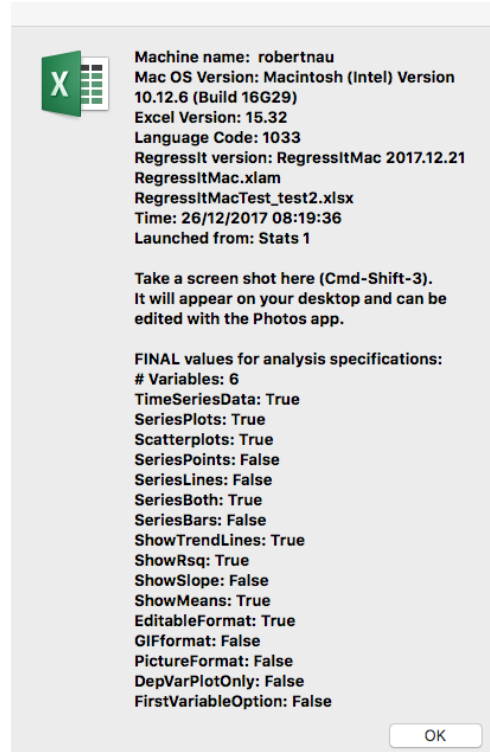 Machine name:  robertnau
Mac OS Version: Macintosh (Intel) Version
10.12.6 (Build 16G29)
Excel Version: 15.32
Language Code: 1033
RegressIt version: RegressItMac 2017.12.21
RegressItMac.xlam
RegressItMacTest_test2.xlsx
Time: 26/12/2017 08:19:36
Launched from: Stats 1
Take a screen shot here (Cmd-Shift-3).
It will appear on your desktop and can be
edited with the Photos app.
FINAL values for analysis specifications:
# Variables: 6
TimeSeriesData: True
SeriesPlots: True
Scatterplots: True
SeriesPoints: False
SeriesLines: False
SeriesBoth: True
SeriesBars: False
ShowTrendLines: True
ShowRsq: True
ShowSlope: False
ShowMeans: True
EditableFormat: True
GIFformat: False
PictureFormat: False
DepVarPlotOnly: False
FirstVariableOption: False
OK